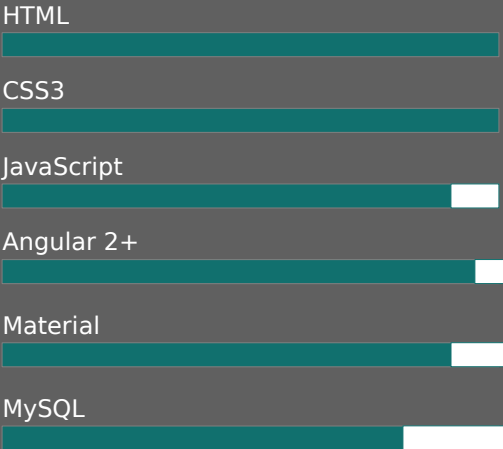 HTML
CSS3
JavaScript
Angular 2+
Material
MySQL